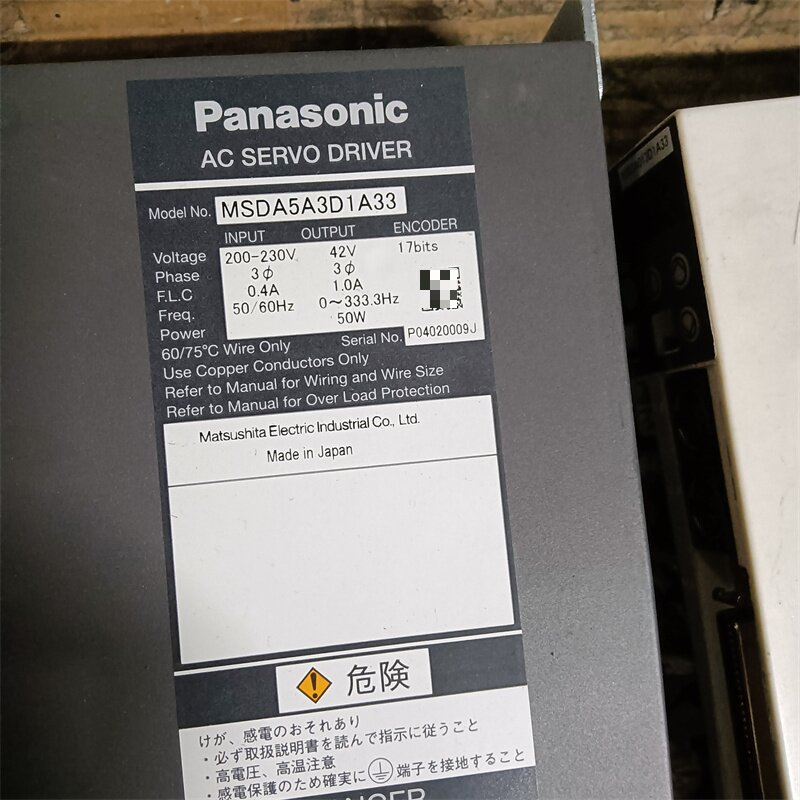 Panasonic
AC SERVO DRIVER
Model No. MSDA5A3D1A33
INPUT OUTPUT ENCODER
Voltage 200-230V 42V 17bits
Phase 3ϕ 3ϕ
F.L.C 0.4A 1.0A
Freq. 50/60Hz 0~333.3Hz
Power 50W
60/75°C Wire Only Serial No. P04020009J
Use Copper Conductors Only
Refer to Manual for Wiring and Wire Size
Refer to Manual for Over Load Protection
Matsushita Electric Industrial Co., Ltd.
Made in Japan
危険
けが、感電のおそれあり
・必ず取扱説明書を読んで指示に従うこと
・高電圧、高温注意
・感電保護のため確実に端子を接地すること